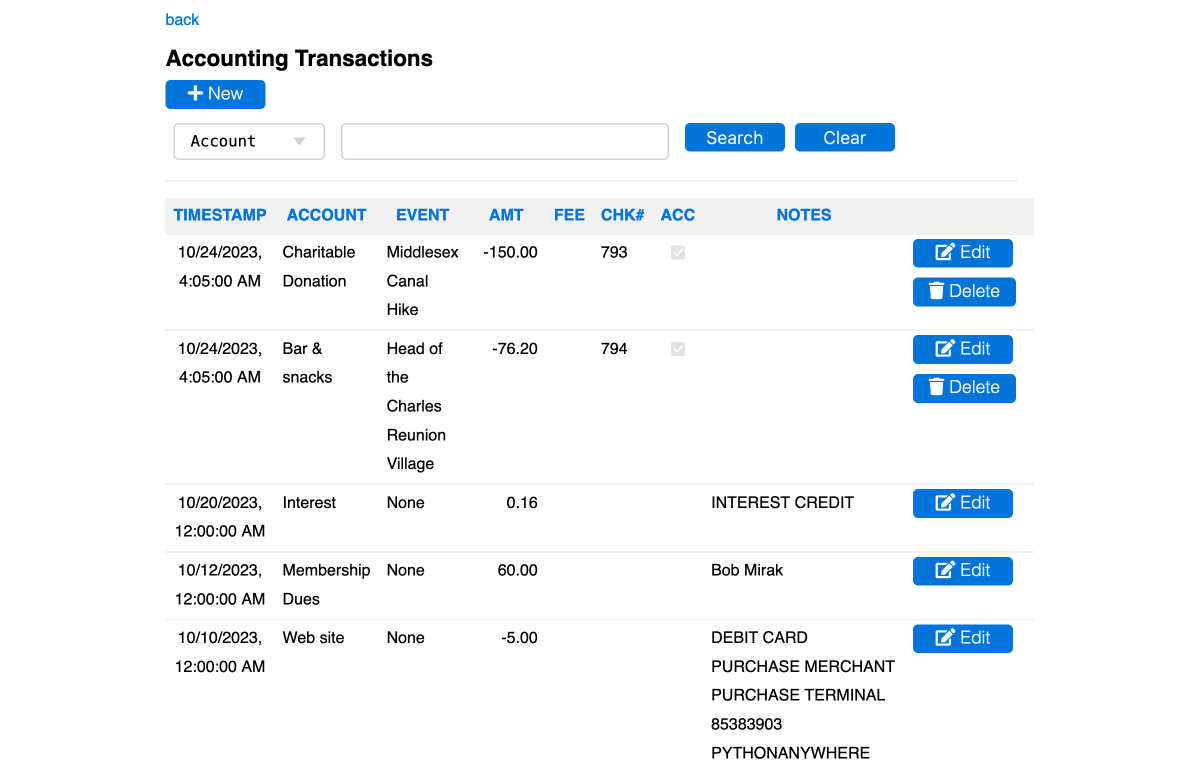 back
Accounting Transactions
New
Account
Search
Clear
TIMESTAMP ACCOUNT EVENT AMT FEE CHK# ACC NOTES
10/24/2023, Charitable Middlesex -150.00 793 Edit
4:05:00 AM Donation Canal Delete
Hike
10/24/2023, Bar & Head of -76.20 794 Edit
4:05:00 AM snacks the Delete
Charles
Reunion
Village
10/20/2023, Interest None 0.16 INTEREST CREDIT Edit
12:00:00 AM
10/12/2023, Membership None 60.00 Bob Mirak Edit
12:00:00 AM Dues
10/10/2023, Web site None -5.00 DEBIT CARD Edit
12:00:00 AM PURCHASE MERCHANT
PURCHASE TERMINAL
85383903
PYTHONANYWHERE